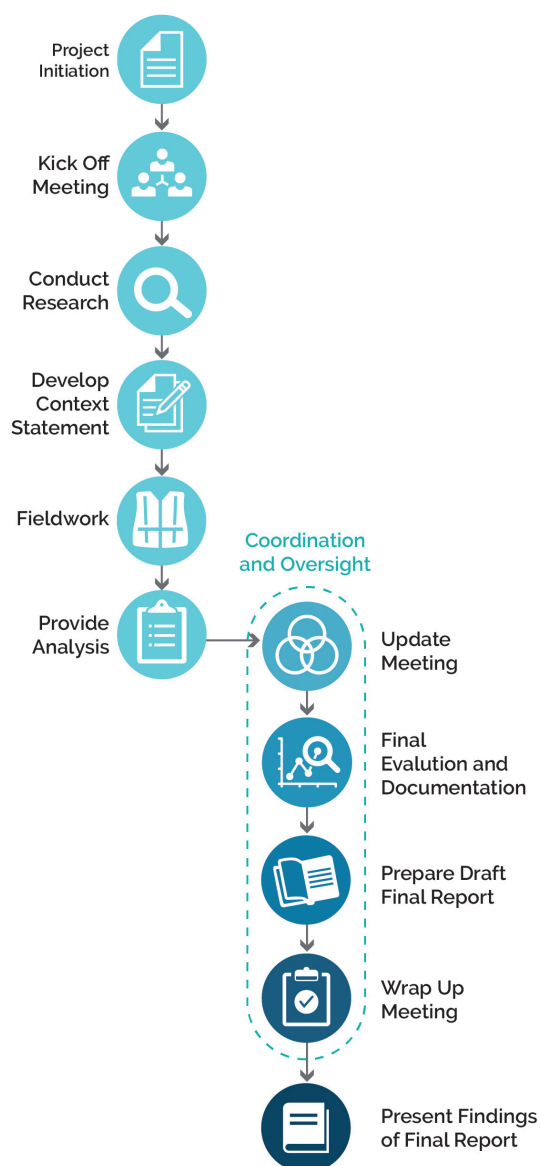 Project
Initiation
Kick Off
Meeting
Conduct
Research
Develop
Context
Statement
Fieldwork
Provide
Analysis
Coordination
and Oversight
Update
Meeting
Final
Evalution and
Documentation
Prepare Draft
Final Report
Wrap Up
Meeting
Present Findings
of Final Report